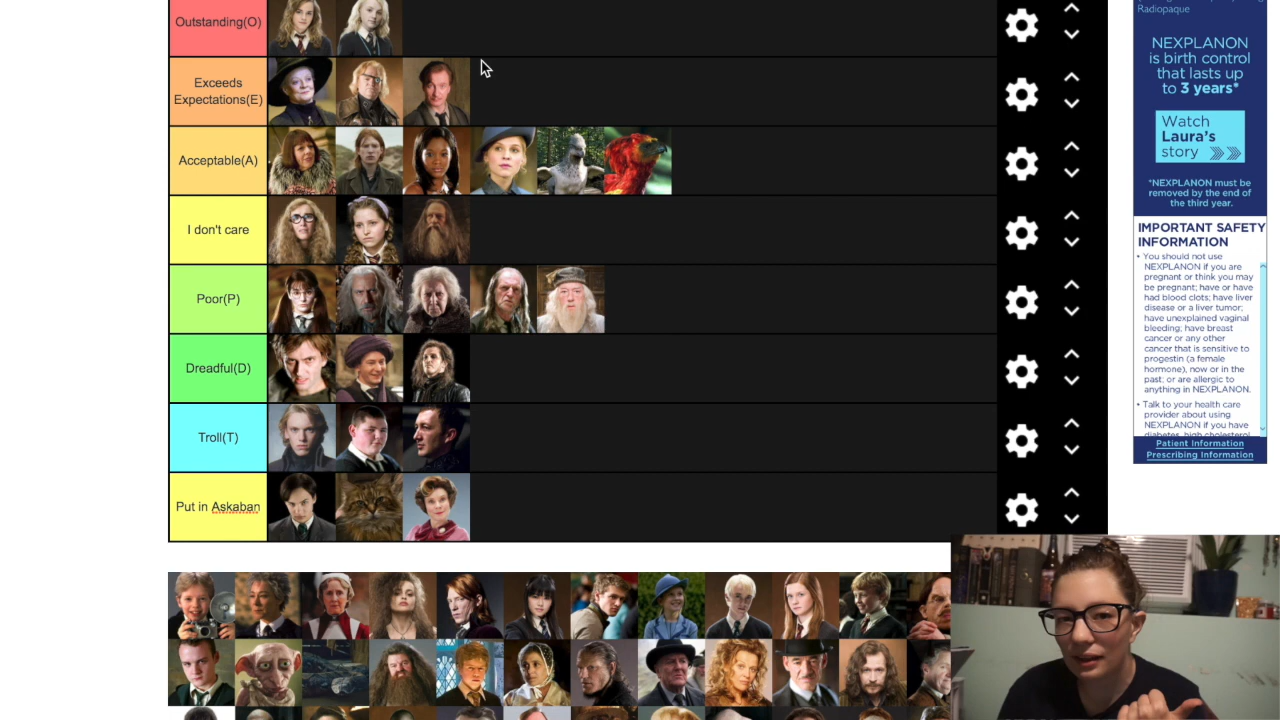 Outstanding(O)
Exceeds
Expectations(E)
Acceptable(A)
I don't care
Poor(P)
Dreadful(D)
Troll(T)
Put in Askaban
Radiopaque
NEXPLANON
is birth control
that lasts up
to 3 years*
Watch
Laura's
story
*NEXPLANON must be
removed by the end of
the third year.
IMPORTANT SAFETY
INFORMATION
• You should not use
NEXPLANON if you are
pregnant or think you may
be pregnant; have or have
had blood clots; have liver
disease or a liver tumor;
have unexplained vaginal
bleeding; have breast
cancer or any other
cancer that is sensitive to
progestin (a female
hormone), now or in the
past; or are allergic to
anything in NEXPLANON.
• Talk to your health care
provider about using
NEXPLANON if you have
diabetes, high cholesterol
Patient Information
Prescribing Information